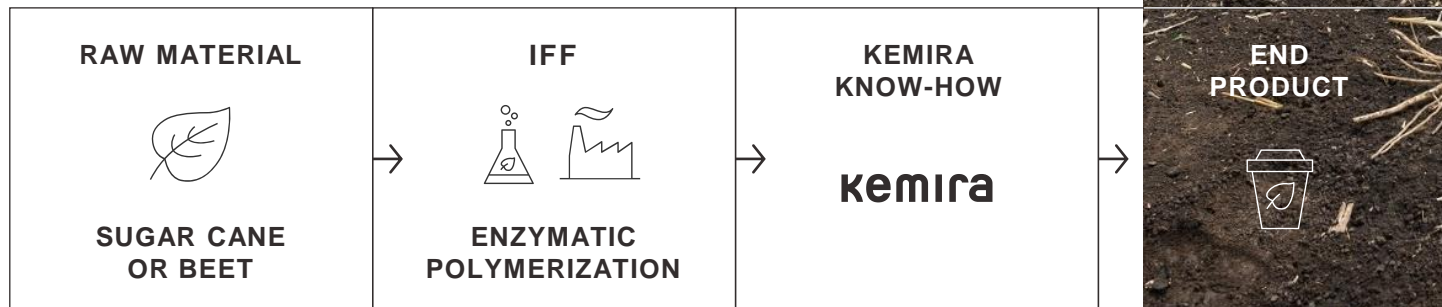 RAW MATERIAL
SUGAR CANE
OR BEET
IFF
ENZYMATIC
POLYMERIZATION
KEMIRA
KNOW-HOW
kemira
END
PRODUCT